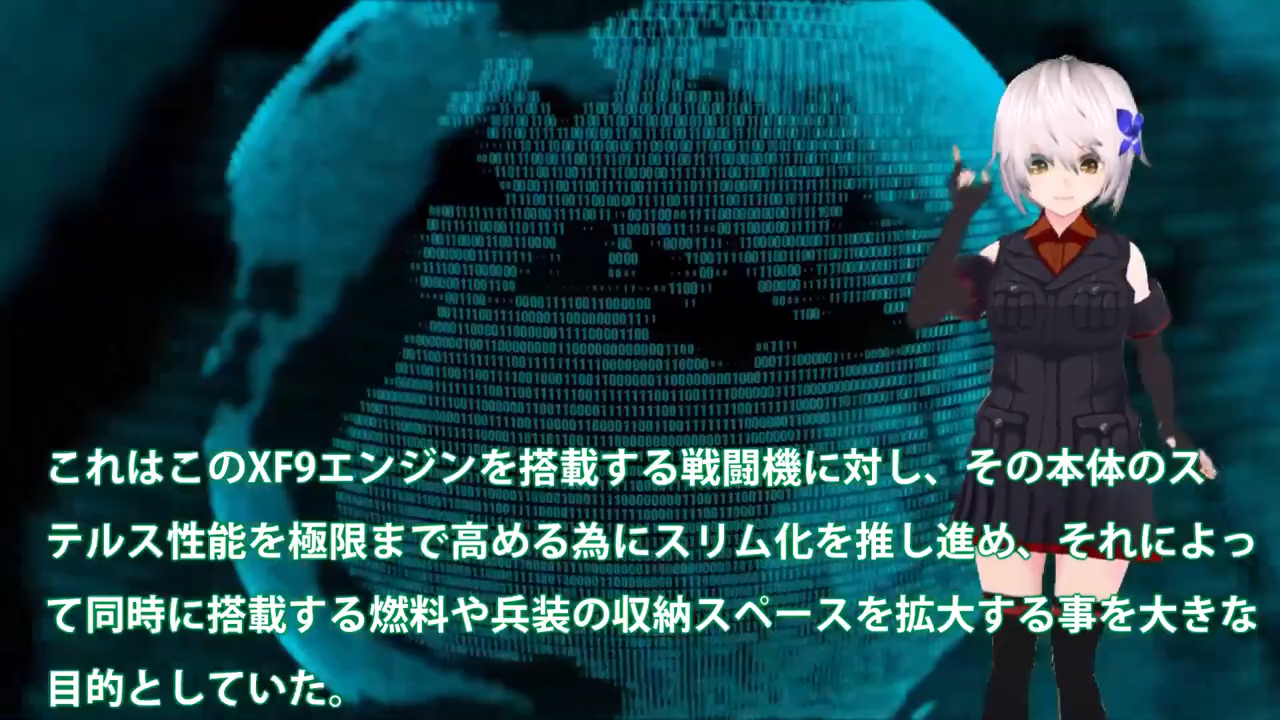 これはこのXF9エンジンを搭載する戦闘機に対し、その本体のス
テルス性能を極限まで高める為にスリム化を推し進め、それによっ
て同時に搭載する燃料や兵装の収納スペースを拡大する事を大きな
目的としていた。